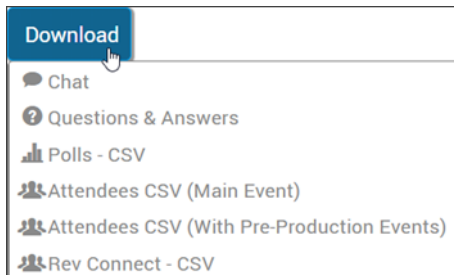 Download
Chat
Questions & Answers
Polls - CSV
Attendees CSV (Main Event)
Attendees CSV (With Pre-Production Events)
Rev Connect - CSV